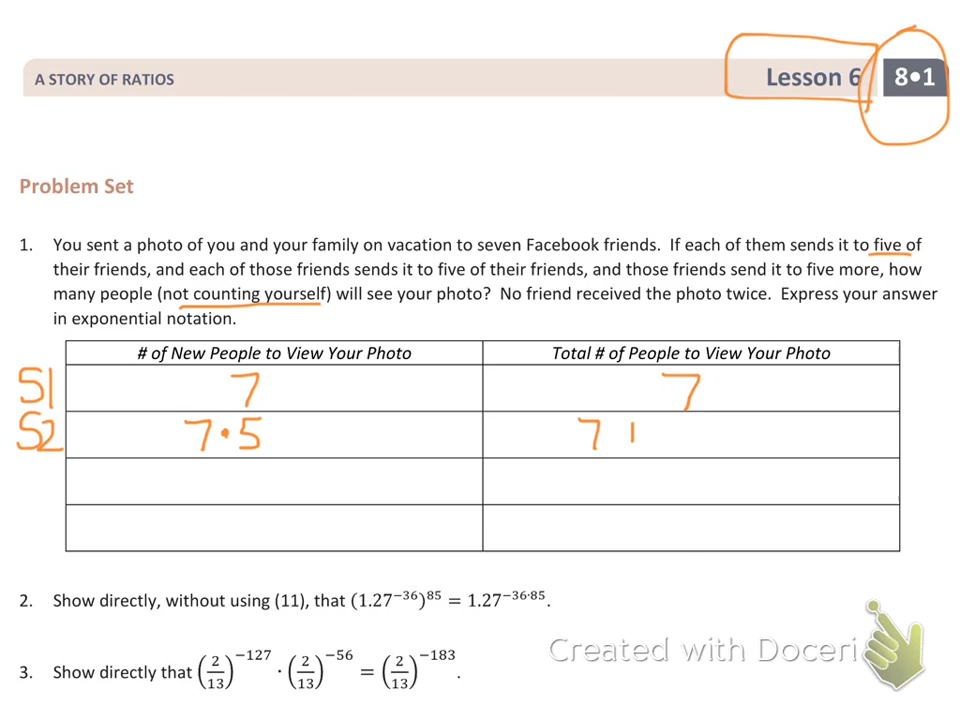 A STORY OF RATIOS Lesson 6 8•1
Problem Set
1. You sent a photo of you and your family on vacation to seven Facebook friends. If each of them sends it to five of
their friends, and each of those friends sends it to five of their friends, and those friends send it to five more, how
many people (not counting yourself) will see your photo? No friend received the photo twice. Express your answer
in exponential notation.
# of New People to View Your Photo Total # of People to View Your Photo
S1 7 7
S2 7•5 7 |
2. Show directly, without using (11), that (1.27⁻³⁶)⁸⁵ = 1.27⁻³⁶·⁸⁵.
3. Show directly that (2/13)⁻¹²⁷ · (2/13)⁻⁵⁶ = (2/13)⁻¹⁸³.
Created with Doceri